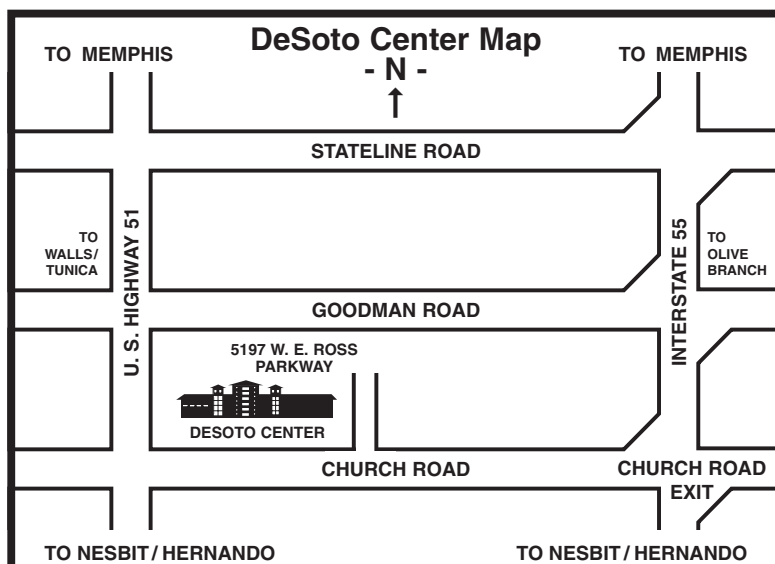 DeSoto Center Map
- N -
TO MEMPHIS
TO MEMPHIS
STATELINE ROAD
U. S. HIGHWAY 51
INTERSTATE 55
TO
WALLS/
TUNICA
TO
OLIVE
BRANCH
GOODMAN ROAD
5197 W. E. ROSS
PARKWAY
DESOTO CENTER
CHURCH ROAD
CHURCH ROAD
EXIT
TO NESBIT / HERNANDO
TO NESBIT / HERNANDO